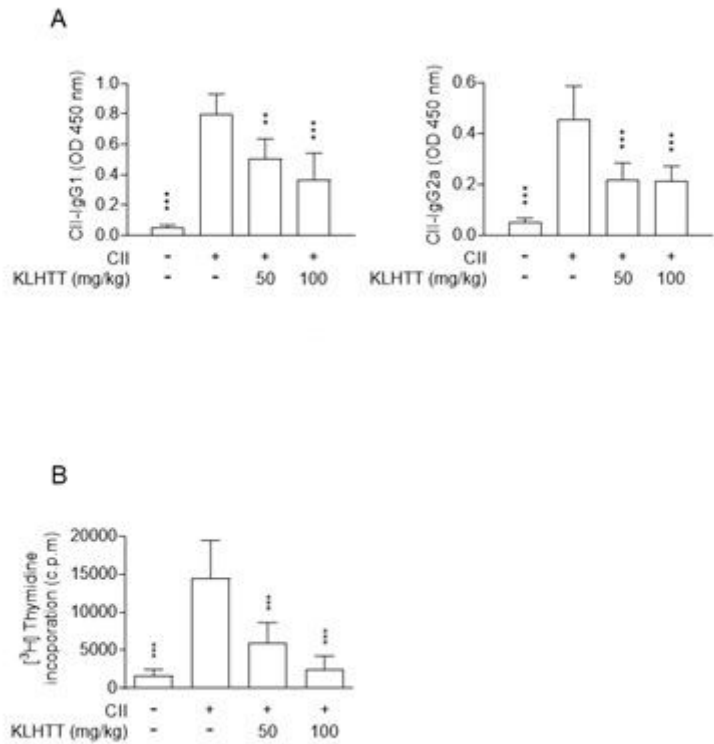 A
CII-IgG1 (OD 450 nm)
1.0
0.8
0.6
0.4
0.2
0.0
***
**
***
CII - + + +
KLHTT (mg/kg) - - 50 100
CII-IgG2a (OD 450 nm)
0.6
0.4
0.2
0.0
***
***
***
CII - + + +
KLHTT (mg/kg) - - 50 100
B
[³H] Thymidine
incoporation (c.p.m)
20000
15000
10000
5000
0
***
***
***
CII - + + +
KLHTT (mg/kg) - - 50 100